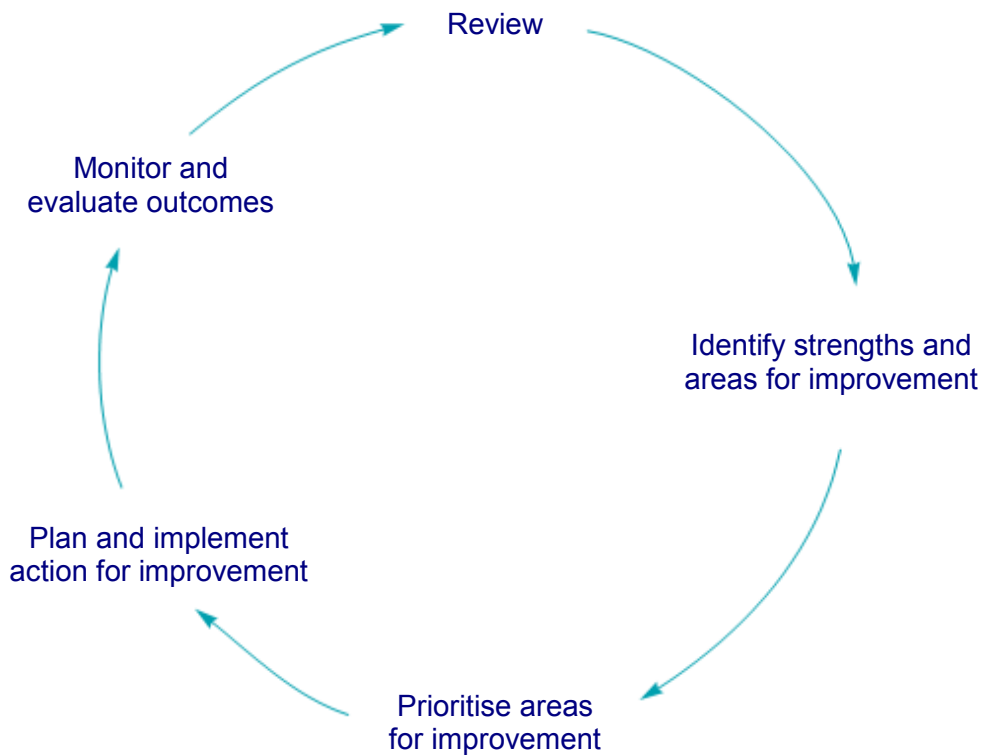 Review
Identify strengths and
areas for improvement
Prioritise areas
for improvement
Plan and implement
action for improvement
Monitor and
evaluate outcomes